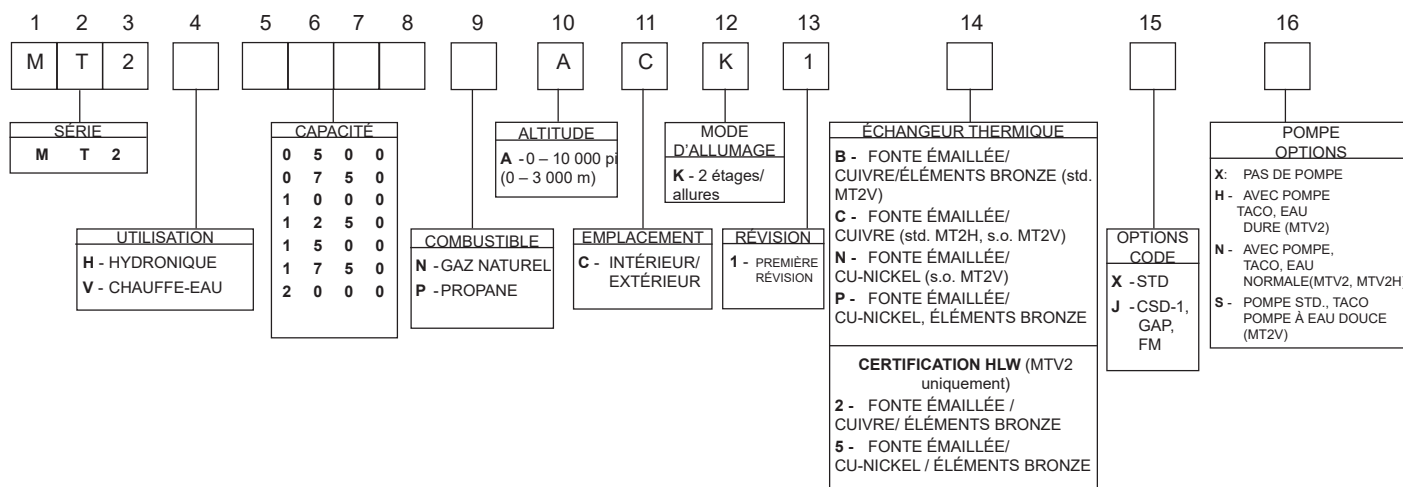 1 2 3 4 5 6 7 8 9 10 11 12 13 14 15 16
M T 2 A C K 1
SÉRIE
M T 2
UTILISATION
H - HYDRONIQUE
V - CHAUFFE-EAU
CAPACITÉ
0 5 0 0
0 7 5 0
1 0 0 0
1 2 5 0
1 5 0 0
1 7 5 0
2 0 0 0
COMBUSTIBLE
N - GAZ NATUREL
P - PROPANE
ALTITUDE
A - 0 – 10 000 pi
(0 – 3 000 m)
EMPLACEMENT
C - INTÉRIEUR/
EXTÉRIEUR
MODE
D'ALLUMAGE
K - 2 étages/
allures
RÉVISION
1 - PREMIÈRE
RÉVISION
ÉCHANGEUR THERMIQUE
B - FONTE ÉMAILLÉE/
CUIVRE/ÉLÉMENTS BRONZE (std.
MT2V)
C - FONTE ÉMAILLÉE/
CUIVRE (std. MT2H, s.o. MT2V)
N - FONTE ÉMAILLÉE/
CU-NICKEL (s.o. MT2V)
P - FONTE ÉMAILLÉE/
CU-NICKEL, ÉLÉMENTS BRONZE
CERTIFICATION HLW (MTV2
uniquement)
2 - FONTE ÉMAILLÉE /
CUIVRE/ ÉLÉMENTS BRONZE
5 - FONTE ÉMAILLÉE/
CU-NICKEL / ÉLÉMENTS BRONZE
OPTIONS
CODE
X - STD
J - CSD-1,
GAP,
FM
POMPE
OPTIONS
X: PAS DE POMPE
H - AVEC POMPE
TACO, EAU
DURE (MTV2)
N - AVEC POMPE,
TACO, EAU
NORMALE(MTV2, MTV2H)
S - POMPE STD., TACO
POMPE À EAU DOUCE
(MT2V)